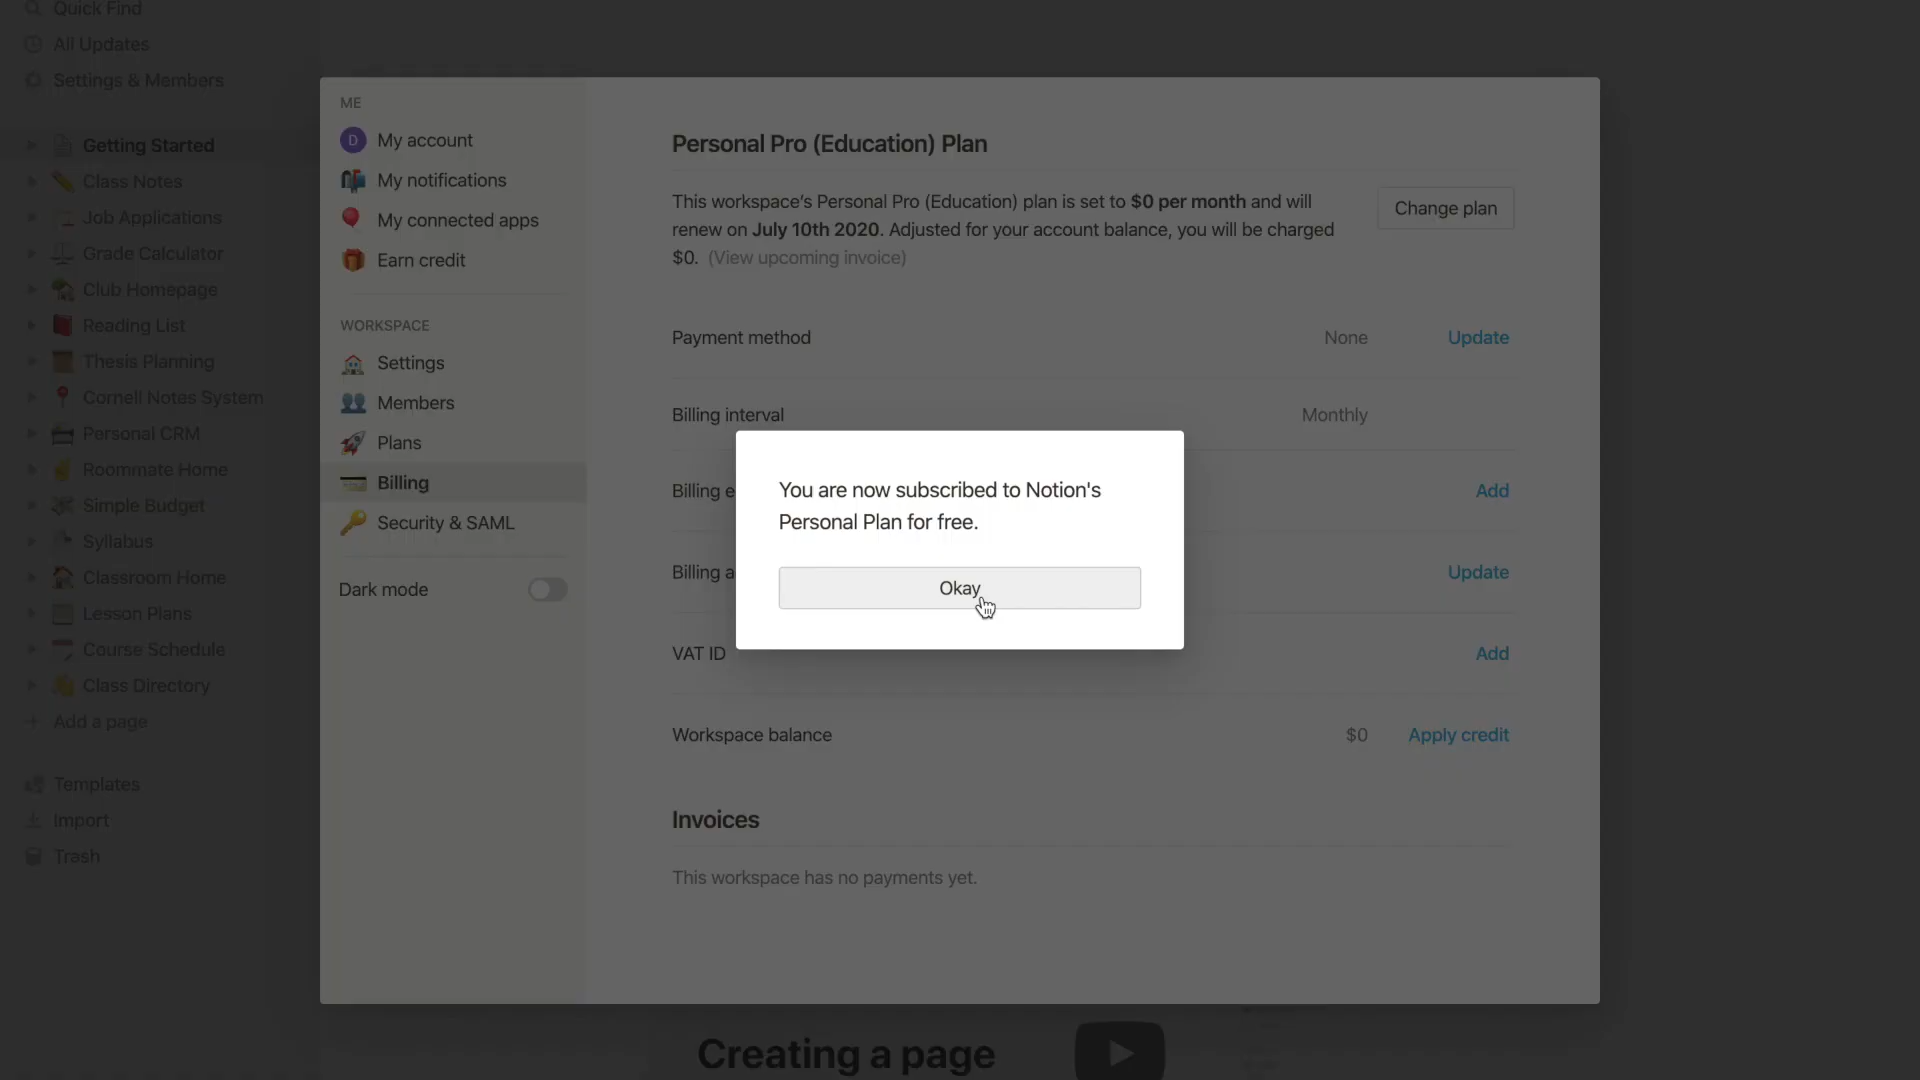 Quick Find
All Updates
Settings & Members
Getting Started
Class Notes
Job Applications
Grade Calculator
Club Homepage
Reading List
Thesis Planning
Cornell Notes System
Personal CRM
Roommate Home
Simple Budget
Syllabus
Classroom Home
Lesson Plans
Course Schedule
Class Directory
Add a page
Templates
Import
Trash
ME
D My account
My notifications
My connected apps
Earn credit
WORKSPACE
Settings
Members
Plans
Billing
Security & SAML
Dark mode
Personal Pro (Education) Plan
This workspace's Personal Pro (Education) plan is set to $0 per month and will
renew on July 10th 2020. Adjusted for your account balance, you will be charged
$0. (View upcoming invoice)
Change plan
Payment method None Update
Billing interval Monthly
Billing e Add
Billing a Update
VAT ID Add
Workspace balance $0 Apply credit
Invoices
This workspace has no payments yet.
You are now subscribed to Notion's
Personal Plan for free.
Okay
Creating a page